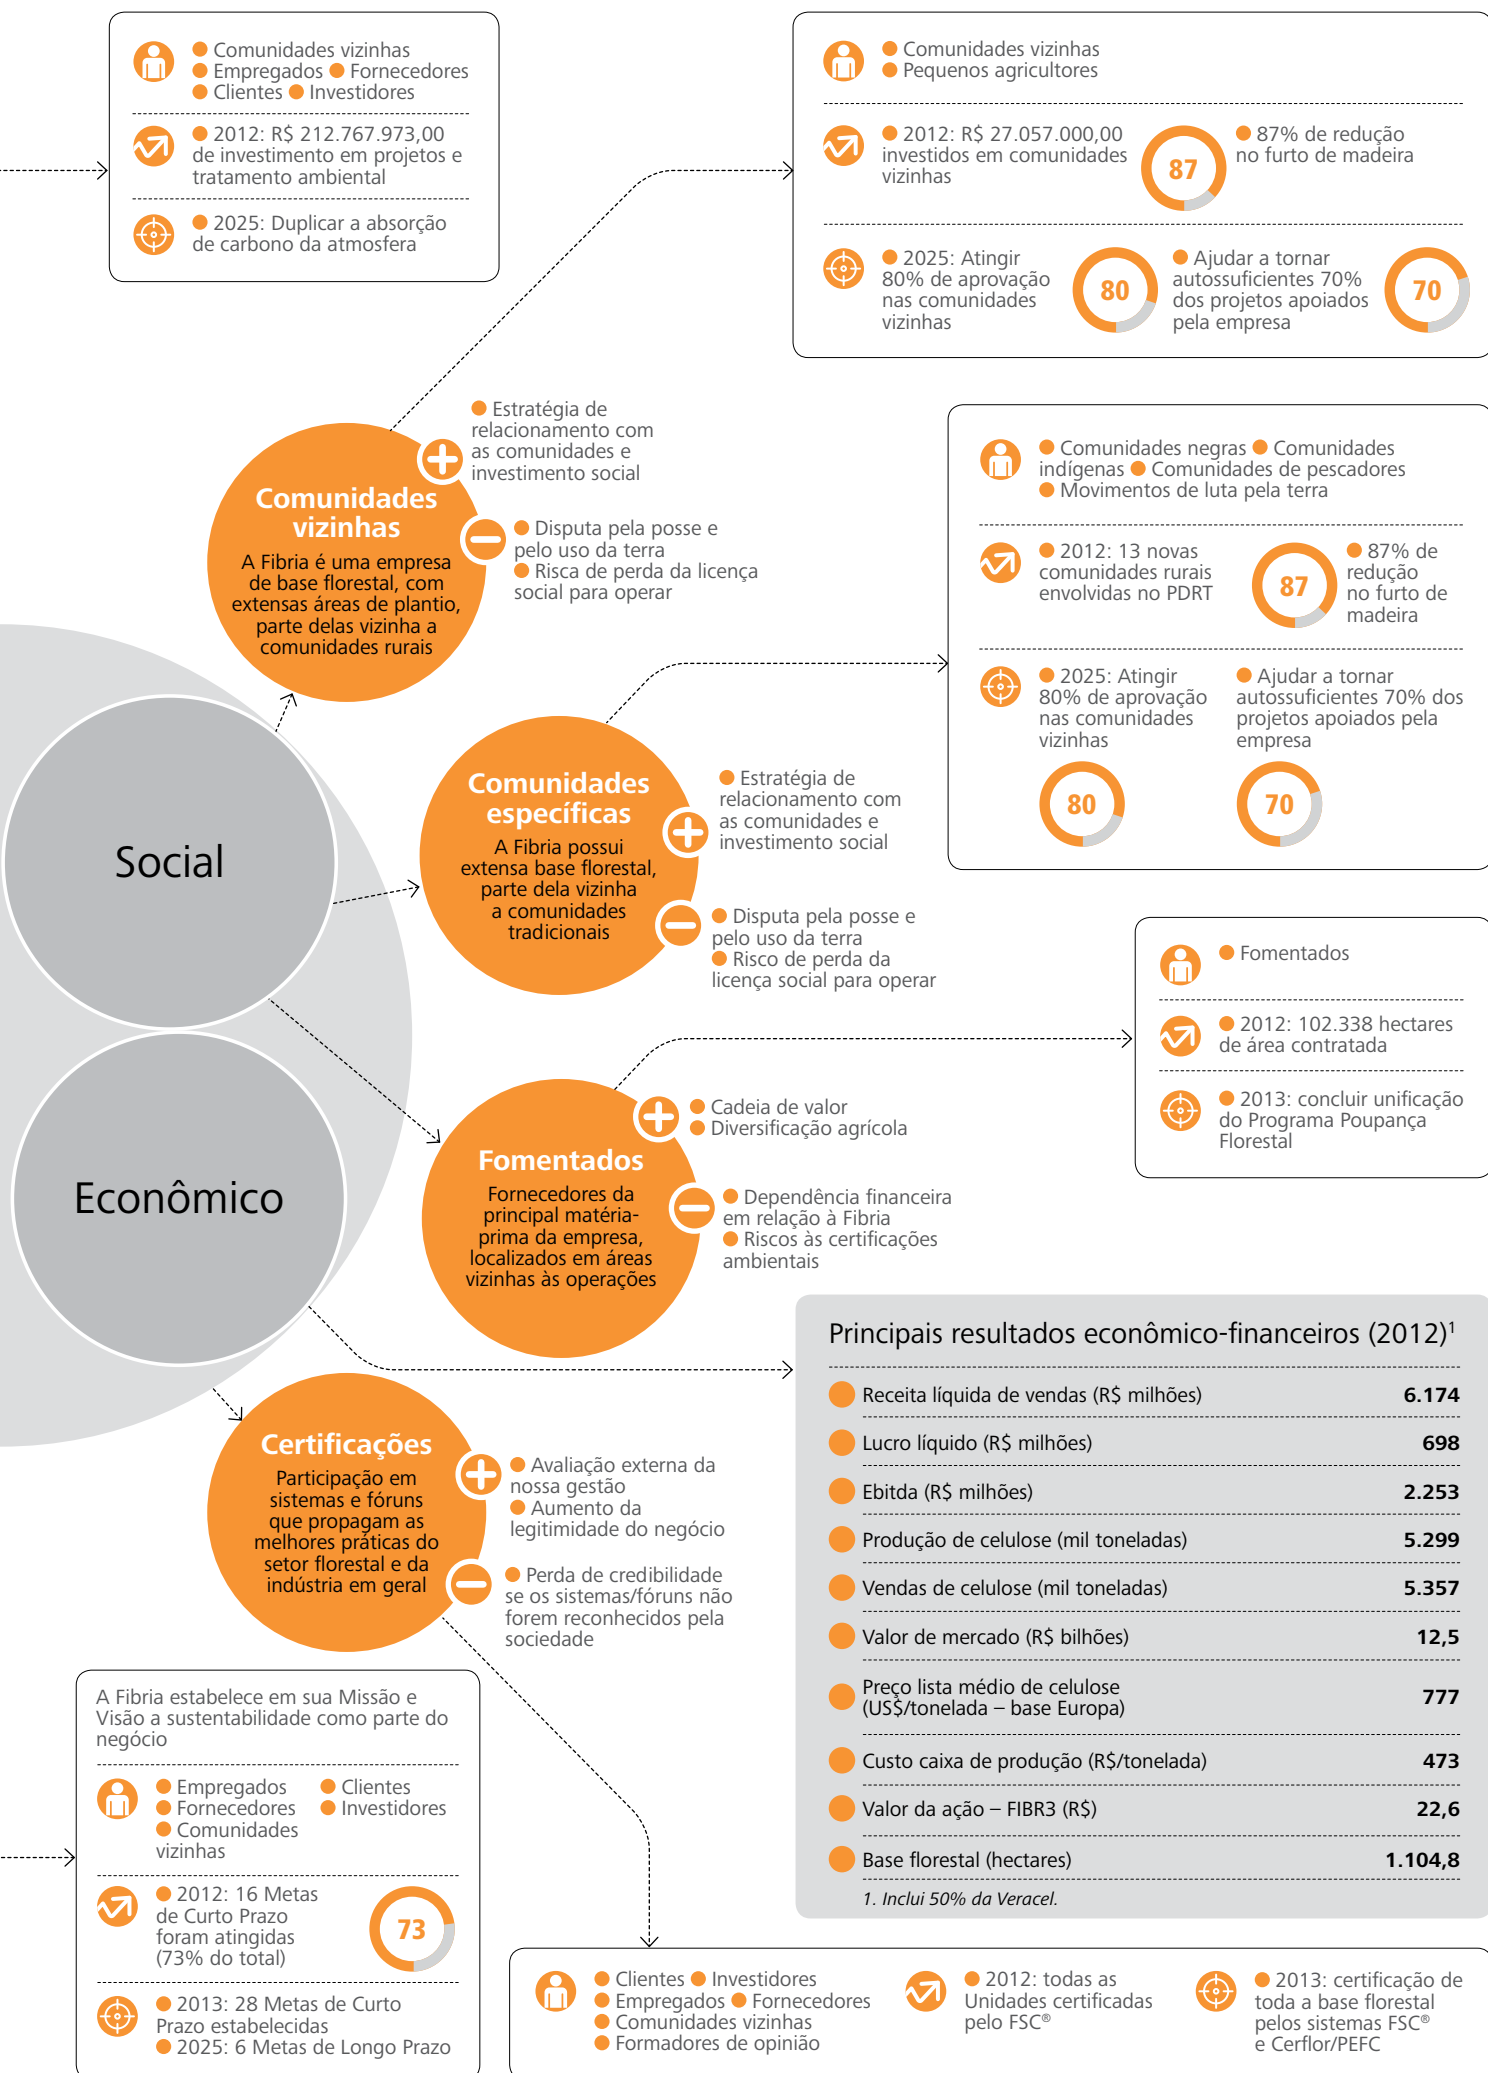 ● Comunidades vizinhas
● Empregados ● Fornecedores
● Clientes ● Investidores
● 2012: R$ 212.767.973,00
de investimento em projetos e
tratamento ambiental
● 2025: Duplicar a absorção
de carbono da atmosfera
● Comunidades vizinhas
● Pequenos agricultores
● 2012: R$ 27.057.000,00
investidos em comunidades
vizinhas
87
● 87% de redução
no furto de madeira
● 2025: Atingir
80% de aprovação
nas comunidades
vizinhas
80
● Ajudar a tornar
autossuficientes 70%
dos projetos apoiados
pela empresa
70
Comunidades
vizinhas
A Fibria é uma empresa
de base florestal, com
extensas áreas de plantio,
parte delas vizinha a
comunidades rurais
● Estratégia de
relacionamento com
as comunidades e
investimento social
● Disputa pela posse e
pelo uso da terra
● Risca de perda da licença
social para operar
● Comunidades negras ● Comunidades
indígenas ● Comunidades de pescadores
● Movimentos de luta pela terra
● 2012: 13 novas
comunidades rurais
envolvidas no PDRT
87
● 87% de
redução
no furto de
madeira
● 2025: Atingir
80% de aprovação
nas comunidades
vizinhas
80
● Ajudar a tornar
autossuficientes 70% dos
projetos apoiados pela
empresa
70
Social
Comunidades
específicas
A Fibria possui
extensa base florestal,
parte dela vizinha
a comunidades
tradicionais
● Estratégia de
relacionamento com
as comunidades e
investimento social
● Disputa pela posse e
pelo uso da terra
● Risco de perda da
licença social para operar
● Fomentados
● 2012: 102.338 hectares
de área contratada
● 2013: concluir unificação
do Programa Poupança
Florestal
Econômico
Fomentados
Fornecedores da
principal matéria-
prima da empresa,
localizados em áreas
vizinhas às operações
● Cadeia de valor
● Diversificação agrícola
● Dependência financeira
em relação à Fibria
● Riscos às certificações
ambientais
Principais resultados econômico-financeiros (2012)¹
Receita líquida de vendas (R$ milhões) 6.174
Lucro líquido (R$ milhões) 698
Ebitda (R$ milhões) 2.253
Produção de celulose (mil toneladas) 5.299
Vendas de celulose (mil toneladas) 5.357
Valor de mercado (R$ bilhões) 12,5
Preço lista médio de celulose
(US$/tonelada – base Europa) 777
Custo caixa de produção (R$/tonelada) 473
Valor da ação – FIBR3 (R$) 22,6
Base florestal (hectares) 1.104,8
1. Inclui 50% da Veracel.
Certificações
Participação em
sistemas e fóruns
que propagam as
melhores práticas do
setor florestal e da
indústria em geral
● Avaliação externa da
nossa gestão
● Aumento da
legitimidade do negócio
● Perda de credibilidade
se os sistemas/fóruns não
forem reconhecidos pela
sociedade
A Fibria estabelece em sua Missão e
Visão a sustentabilidade como parte do
negócio
● Empregados ● Clientes
● Fornecedores ● Investidores
● Comunidades
vizinhas
● 2012: 16 Metas
de Curto Prazo
foram atingidas
(73% do total)
73
● 2013: 28 Metas de Curto
Prazo estabelecidas
● 2025: 6 Metas de Longo Prazo
● Clientes ● Investidores
● Empregados ● Fornecedores
● Comunidades vizinhas
● Formadores de opinião
● 2012: todas as
Unidades certificadas
pelo FSC®
● 2013: certificação de
toda a base florestal
pelos sistemas FSC®
e Cerflor/PEFC